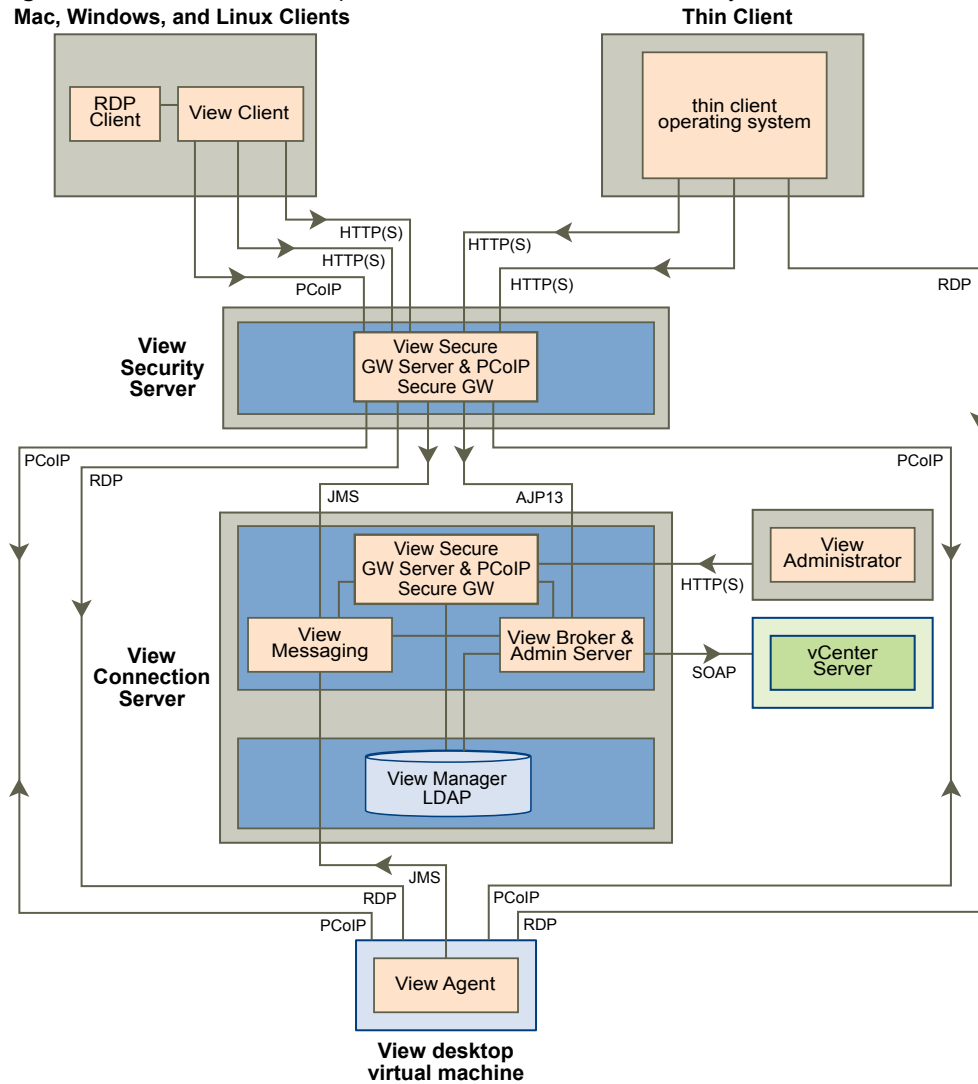 Mac, Windows, and Linux Clients
Thin Client
RDP
Client
View Client
thin client
operating system
HTTP(S)
HTTP(S)
HTTP(S)
PCoIP
HTTP(S)
RDP
View
Security
Server
View Secure
GW Server & PCoIP
Secure GW
PCoIP
RDP
PCoIP
JMS
AJP13
View Secure
GW Server & PCoIP
Secure GW
View
Administrator
HTTP(S)
View
Messaging
View Broker &
Admin Server
vCenter
Server
SOAP
View
Connection
Server
View Manager
LDAP
JMS
RDP
PCoIP
PCoIP
RDP
View Agent
View desktop
virtual machine